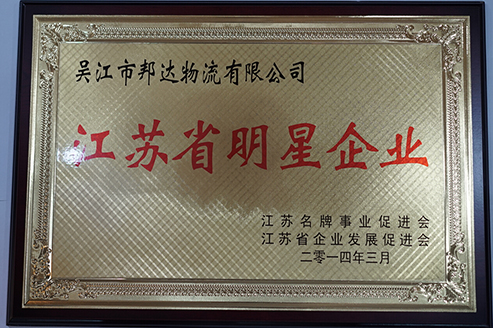 吴江市邦达物流有限公司
江苏省明星企业
江苏名牌事业促进会
江苏省企业发展促进会
二零一四年三月